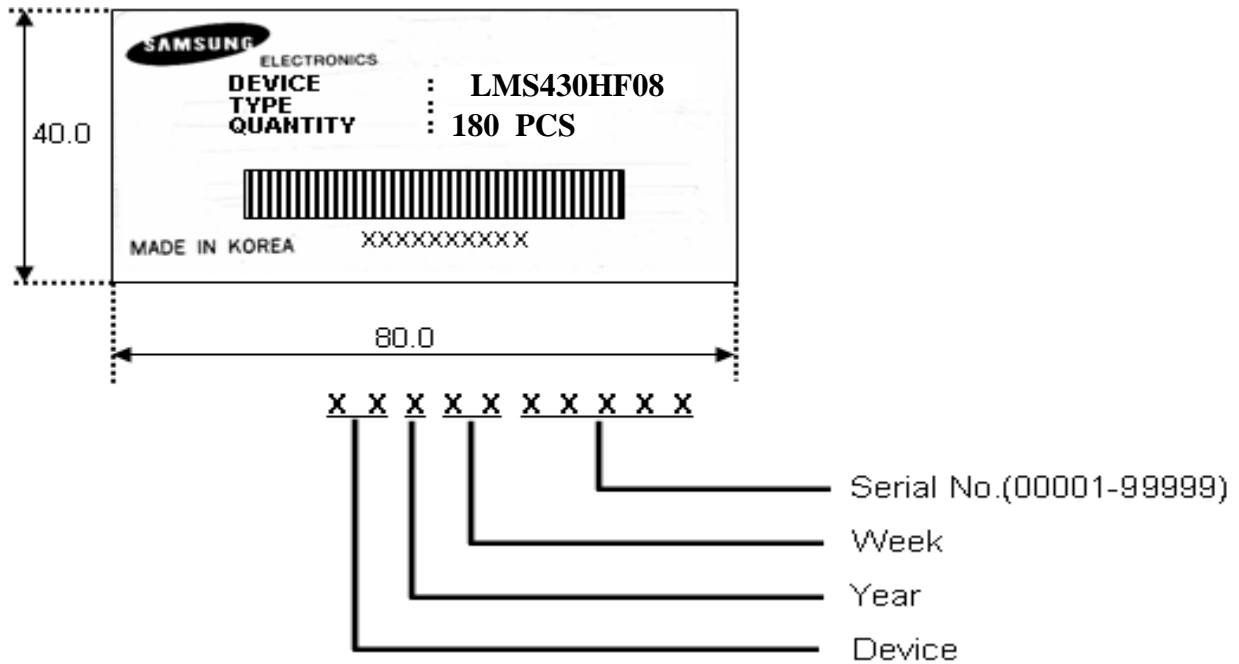 SAMSUNG
ELECTRONICS
DEVICE : LMS430HF08
TYPE :
QUANTITY : 180 PCS
40.0
MADE IN KOREA XXXXXXXXXX
80.0
X X X X X X X X X X
Serial No.(00001-99999)
Week
Year
Device